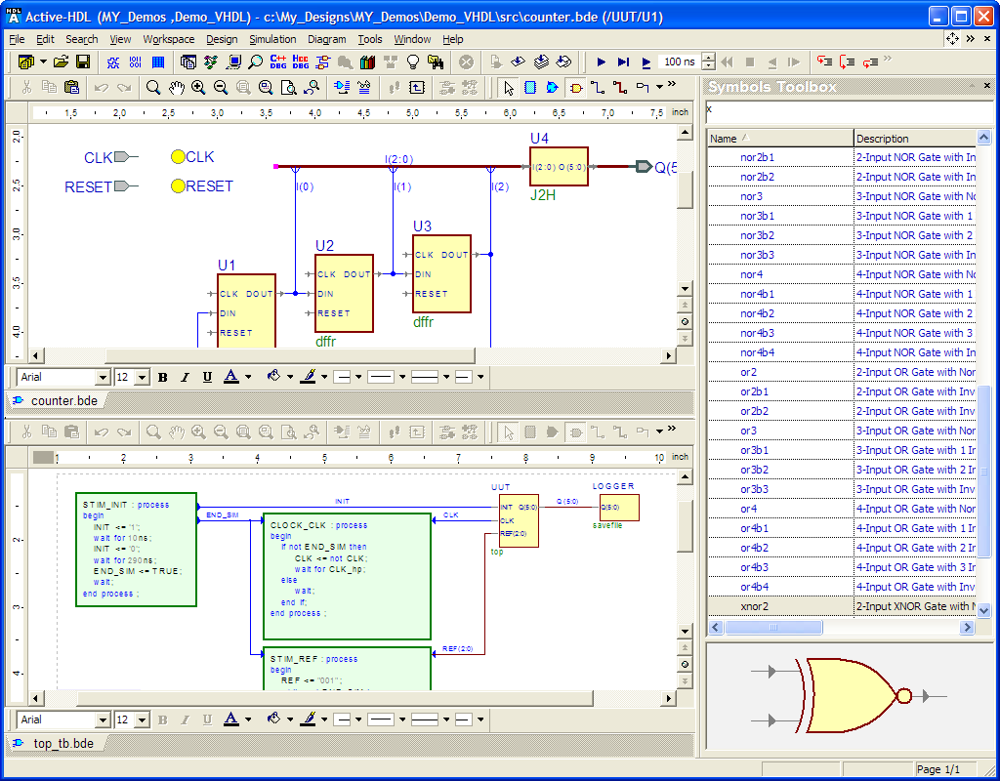 Active-HDL (MY_Demos ,Demo_VHDL) - c:\My_Designs\MY_Demos\Demo_VHDL\src\counter.bde (/UUT/U1)
File Edit Search View Workspace Design Simulation Diagram Tools Window Help
100 ns
1,5 2,0 2,5 3,0 3,5 4,0 4,5 5,0 5,5 6,0 6,5 7,0 7,5 inch
2,0
2,5
3,0
3,5
4,0
CLK CLK
RESET RESET
I(2:0)
I(0) I(1) I(2)
U4
I(2:0) O(5:0)
J2H
Q(5
U3
CLK DOUT
DIN
RESET
dffr
U2
CLK DOUT
DIN
RESET
dffr
U1
CLK DOUT
DIN
RESET
Arial 12 B I U A
counter.bde
1 2 3 4 5 6 7 8 9 10 inch
2
3
4
STIM_INIT : process
begin
INIT <= '1';
wait for 10ns;
INIT <= '0';
wait for 290ns;
END_SIM <= TRUE;
wait;
end process ;
INIT
END_SIM
CLK
CLOCK_CLK : process
begin
if not END_SIM then
CLK <= not CLK;
wait for CLK_hp;
else
wait;
end if;
end process ;
REF(2:0)
STIM_REF : process
begin
REF <= "001";
UUT
INIT Q(5:0)
CLK
REF(2:0)
top
Q(5:0)
LOGGER
Q(5:0)
savefile
Arial 12 B I U A
top_tb.bde
Symbols Toolbox
x
Name Description
nor2b1 2-Input NOR Gate with In
nor2b2 2-Input NOR Gate with In
nor3 3-Input NOR Gate with No
nor3b1 3-Input NOR Gate with 1
nor3b2 3-Input NOR Gate with 2
nor3b3 3-Input NOR Gate with In
nor4 4-Input NOR Gate with No
nor4b1 4-Input NOR Gate with 1
nor4b2 4-Input NOR Gate with 2
nor4b3 4-Input NOR Gate with 3
nor4b4 4-Input NOR Gate with In
or2 2-Input OR Gate with Nor
or2b1 2-Input OR Gate with Inv
or2b2 2-Input OR Gate with Inv
or3 3-Input OR Gate with Nor
or3b1 3-Input OR Gate with 1 Ir
or3b2 3-Input OR Gate with 2 Ir
or3b3 3-Input OR Gate with Inv
or4 4-Input OR Gate with Nor
or4b1 4-Input OR Gate with 1 Ir
or4b2 4-Input OR Gate with 2 Ir
or4b3 4-Input OR Gate with 3 Ir
or4b4 4-Input OR Gate with Inv
xnor2 2-Input XNOR Gate with N
Page 1/1